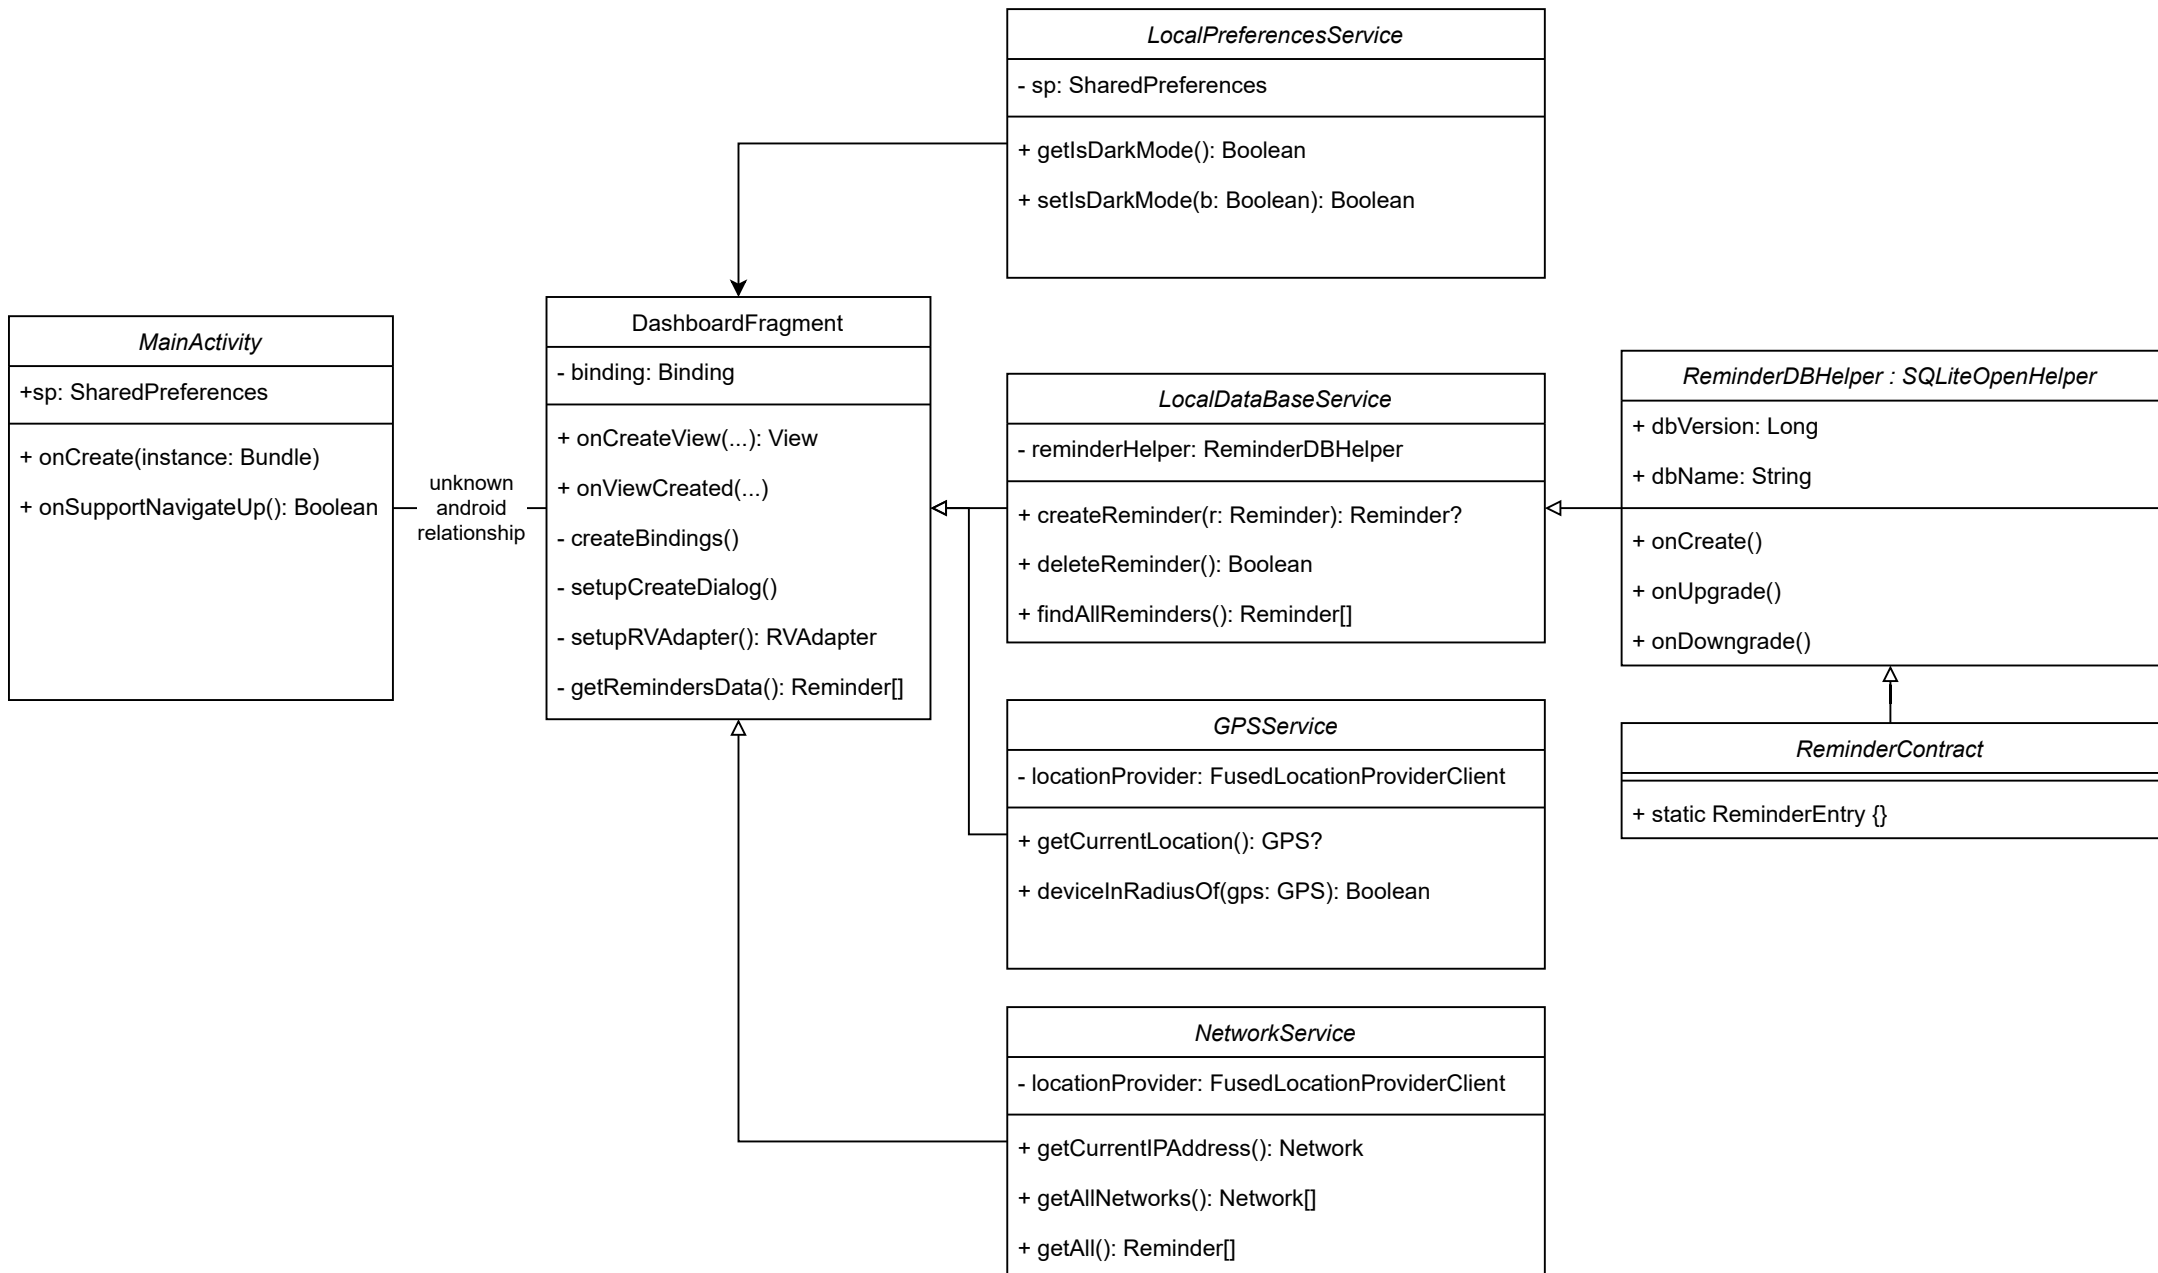 LocalPreferencesService
- sp: SharedPreferences
+ getIsDarkMode(): Boolean
+ setIsDarkMode(b: Boolean): Boolean
MainActivity
+sp: SharedPreferences
+ onCreate(instance: Bundle)
+ onSupportNavigateUp(): Boolean
unknown
android
relationship
DashboardFragment
- binding: Binding
+ onCreateView(...): View
+ onViewCreated(...)
- createBindings()
- setupCreateDialog()
- setupRVAdapter(): RVAdapter
- getRemindersData(): Reminder[]
LocalDataBaseService
- reminderHelper: ReminderDBHelper
+ createReminder(r: Reminder): Reminder?
+ deleteReminder(): Boolean
+ findAllReminders(): Reminder[]
ReminderDBHelper : SQLiteOpenHelper
+ dbVersion: Long
+ dbName: String
+ onCreate()
+ onUpgrade()
+ onDowngrade()
ReminderContract
+ static ReminderEntry {}
GPSService
- locationProvider: FusedLocationProviderClient
+ getCurrentLocation(): GPS?
+ deviceInRadiusOf(gps: GPS): Boolean
NetworkService
- locationProvider: FusedLocationProviderClient
+ getCurrentIPAddress(): Network
+ getAllNetworks(): Network[]
+ getAll(): Reminder[]